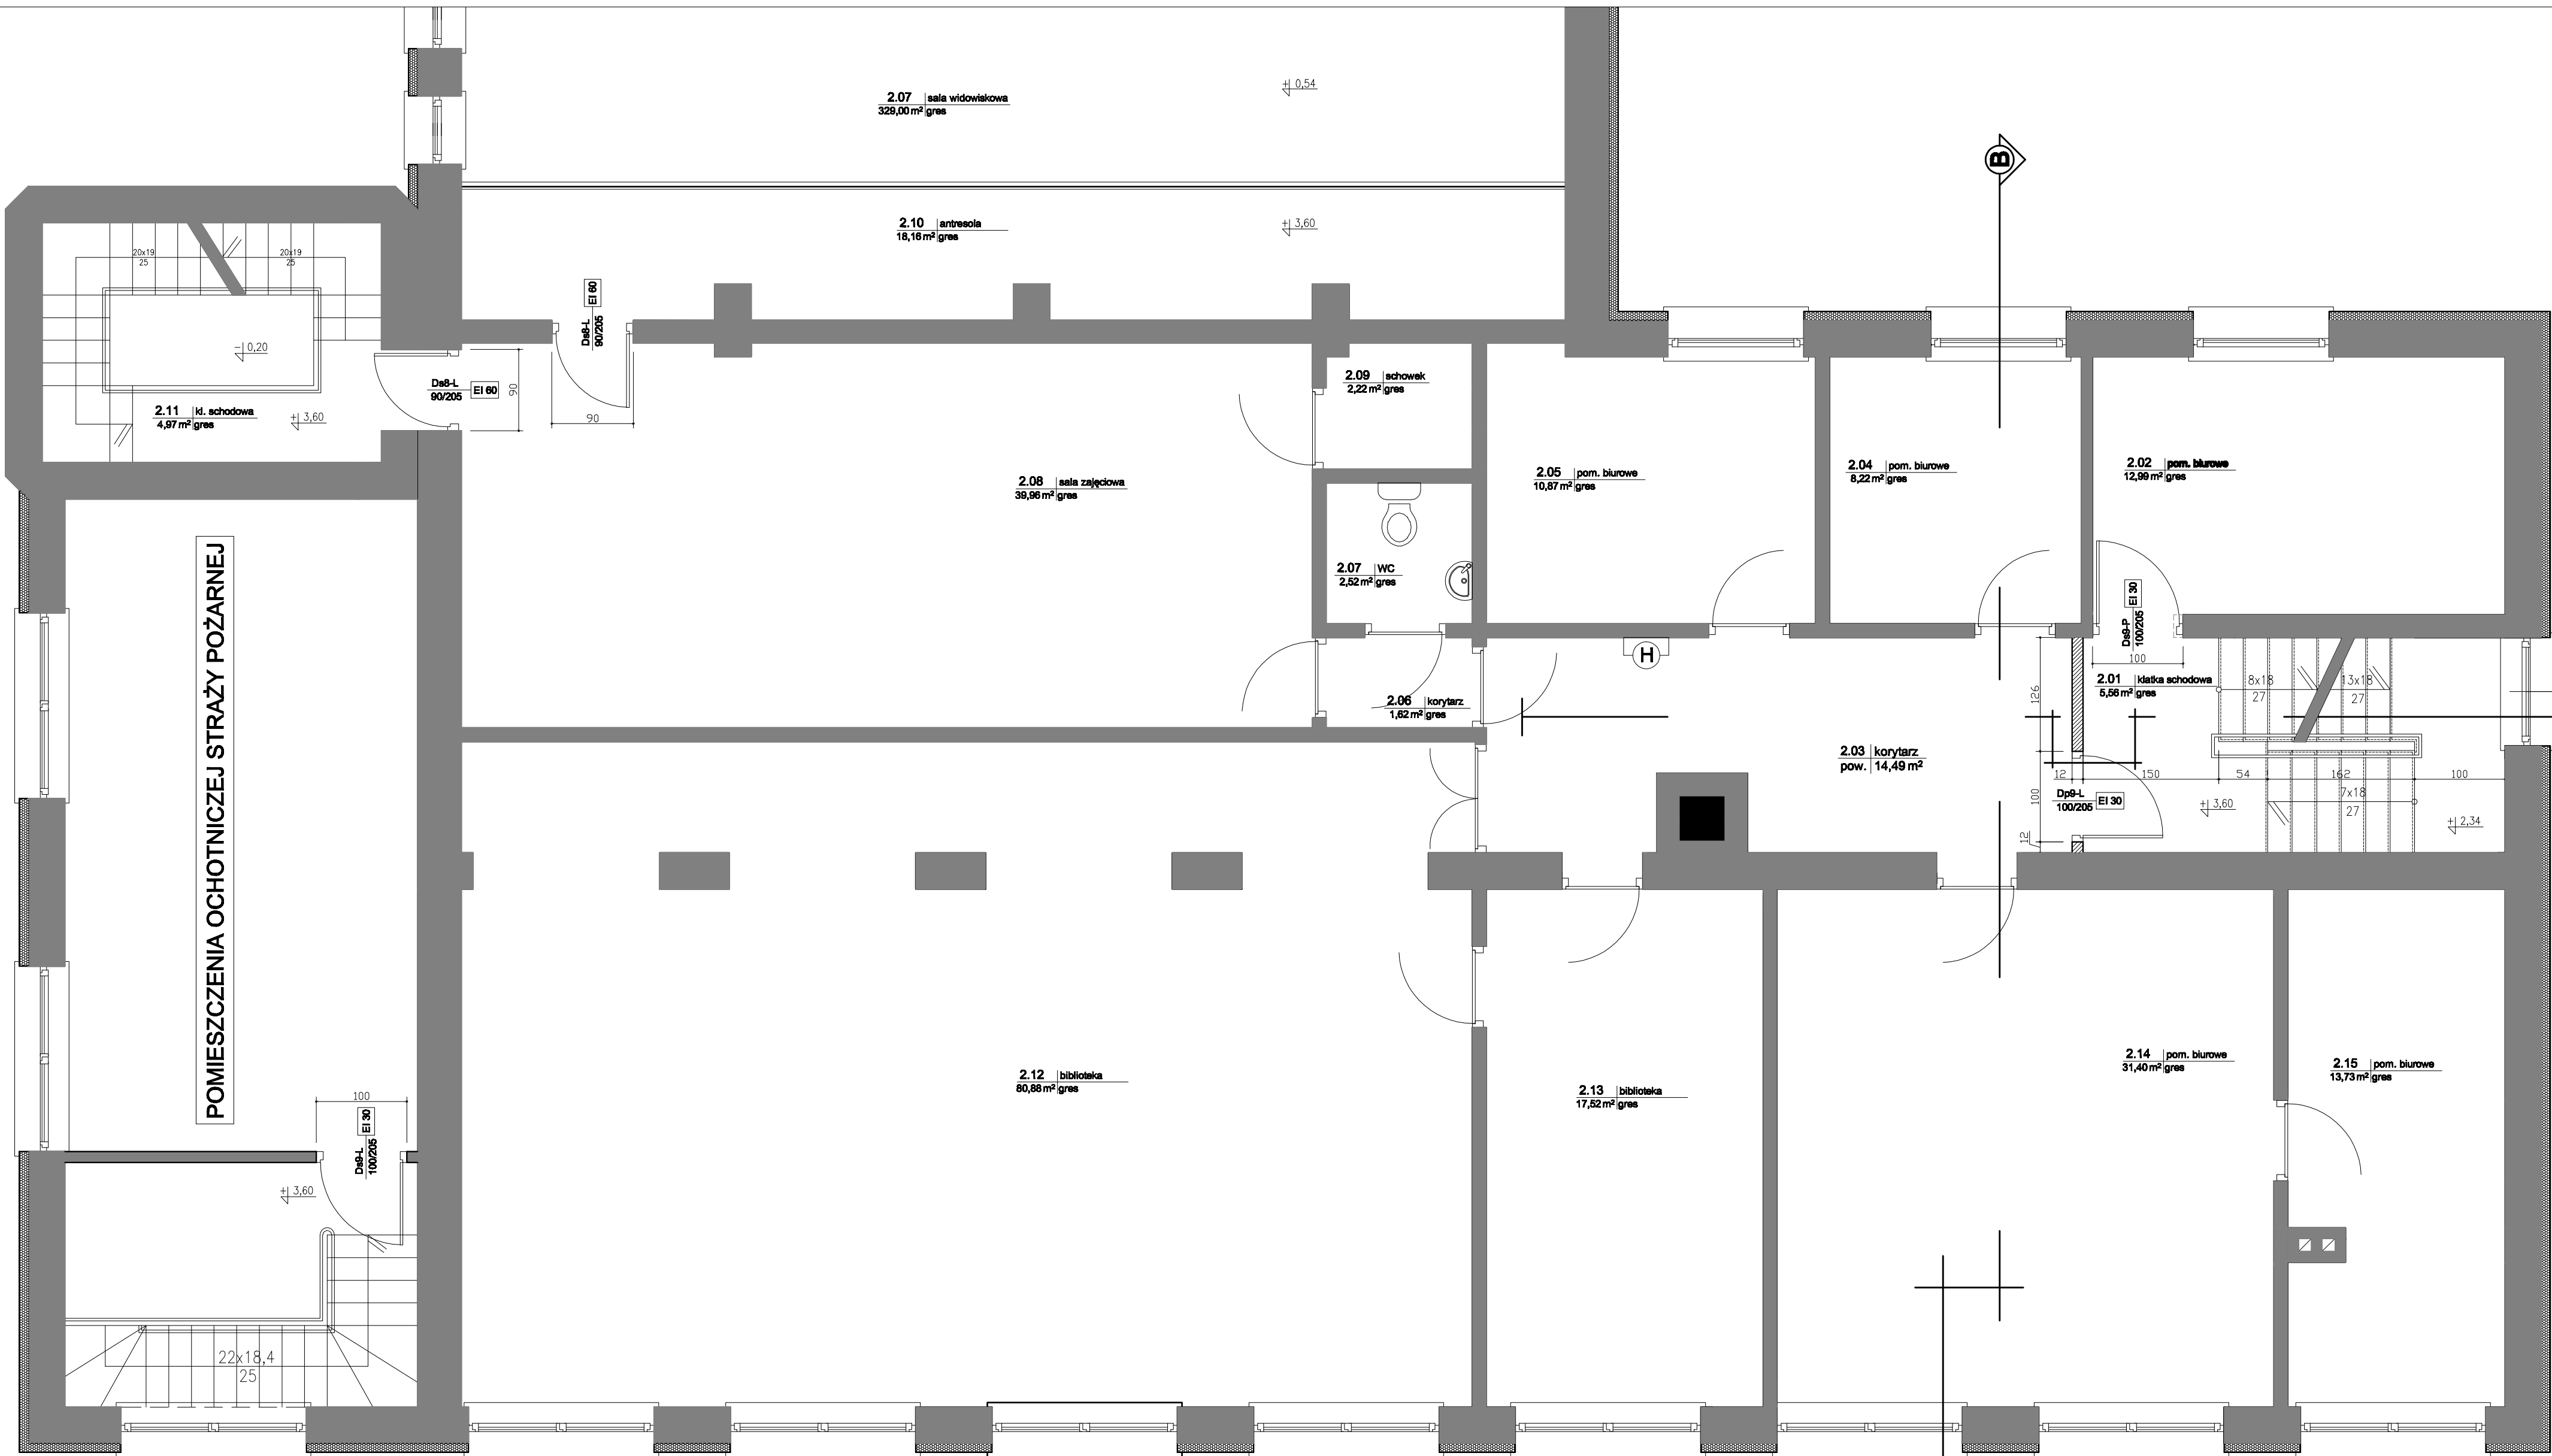 2.07 sala widowiskowa
329,00 m² gres
+ 0,54
B
2.10 antresola
18,16 m² gres
+ 3,60
20x19
25
20x19
25
- 0,20
2.11 kl. schodowa
4,97 m² gres
+ 3,60
Ds8-L
90/205
EI 60
90
Ds8-L
90/205
EI 60
90
2.09 schowek
2,22 m² gres
2.08 sala zajęciowa
39,96 m² gres
2.05 pom. biurowe
10,87 m² gres
2.04 pom. biurowe
8,22 m² gres
2.02 pom. biurowe
12,99 m² gres
2.07 WC
2,52 m² gres
POMIESZCZENIA OCHOTNICZEJ STRAŻY POŻARNEJ
Ds9-P
100/205
EI 30
100
H
2.06 korytarz
1,62 m² gres
2.01 klatka schodowa
5,56 m² gres
8x18
27
13x18
27
126
2.03 korytarz
pow. 14,49 m²
12
150
54
162
100
100
12
Dp9-L
100/205
EI 30
+ 3,60
7x18
27
+ 2,34
2.12 biblioteka
80,88 m² gres
2.13 biblioteka
17,52 m² gres
2.14 pom. biurowe
31,40 m² gres
2.15 pom. biurowe
13,73 m² gres
100
Ds9-L
100/205
EI 30
+ 3,60
22x18,4
25